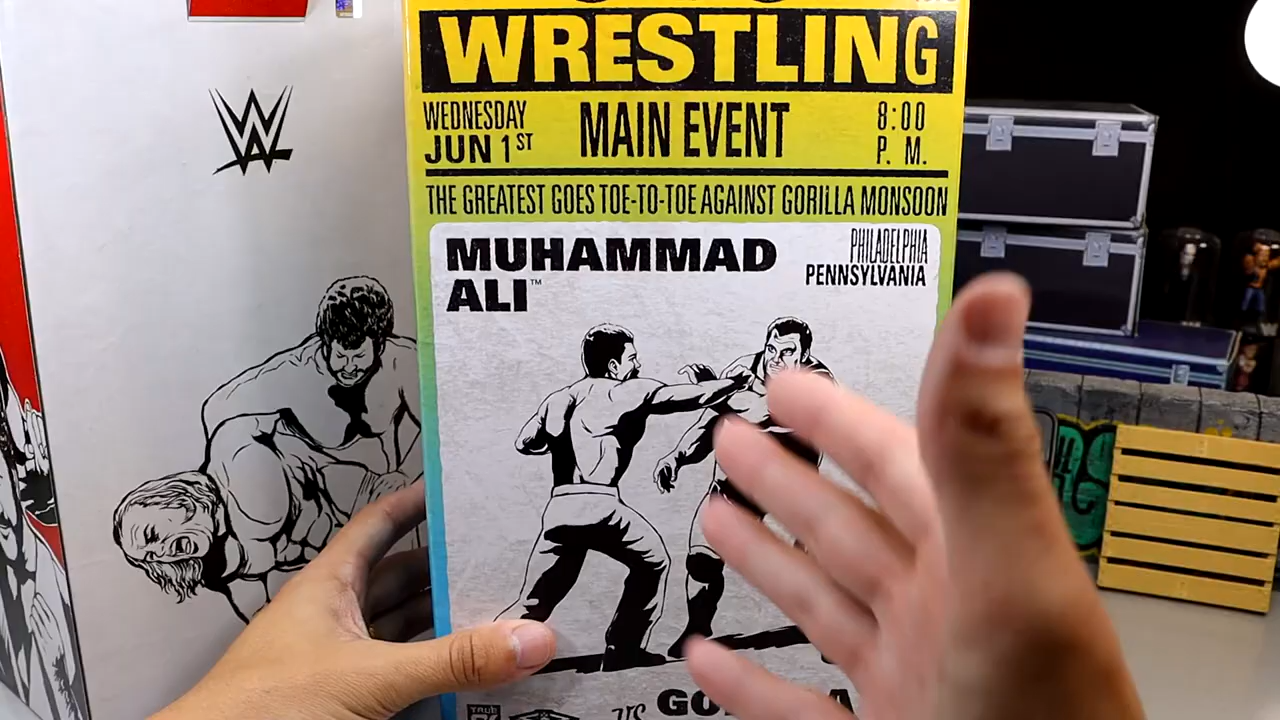 WRESTLING
WEDNESDAY
JUN 1ST
MAIN EVENT
8:00
P. M.
THE GREATEST GOES TOE-TO-TOE AGAINST GORILLA MONSOON
MUHAMMAD
ALI™
PHILADELPHIA
PENNSYLVANIA
VS